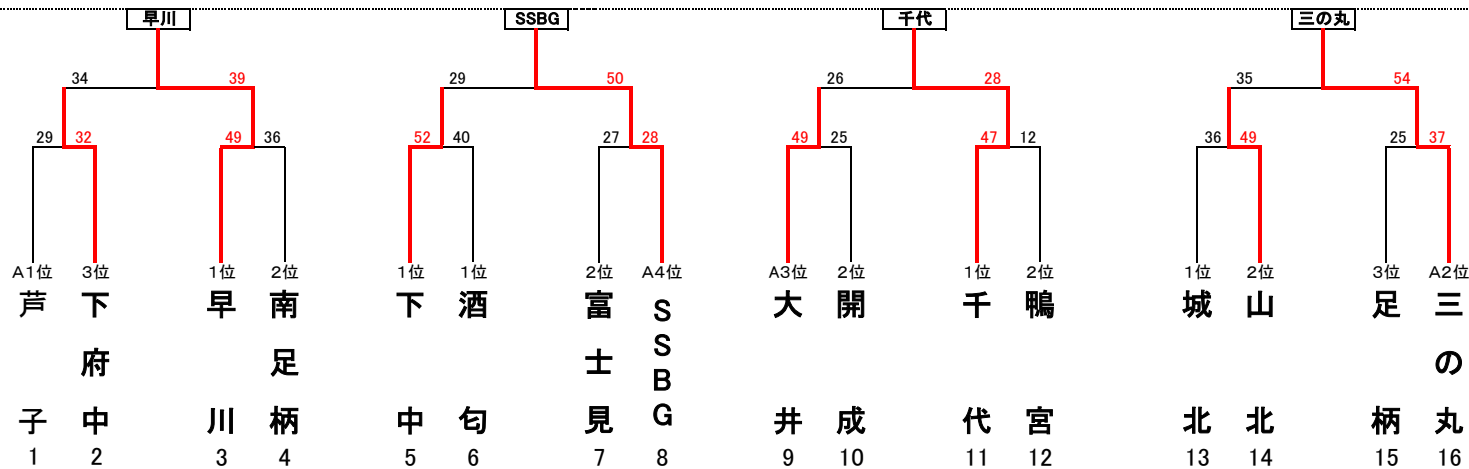 早川 SSBG 千代 三の丸
34 39 29 50 26 28 35 54
29 32 49 36 52 40 27 28 49 25 47 12 36 49 25 37
A1位 3位 1位 2位 1位 1位 2位 A4位 A3位 2位 1位 2位 1位 2位 3位 A2位
芦子 下府中 早川 南足柄 下中 酒匂 富士見 SSBG 大井 開成 千代 鴨宮 城北 山北 足柄 三の丸
1 2 3 4 5 6 7 8 9 10 11 12 13 14 15 16